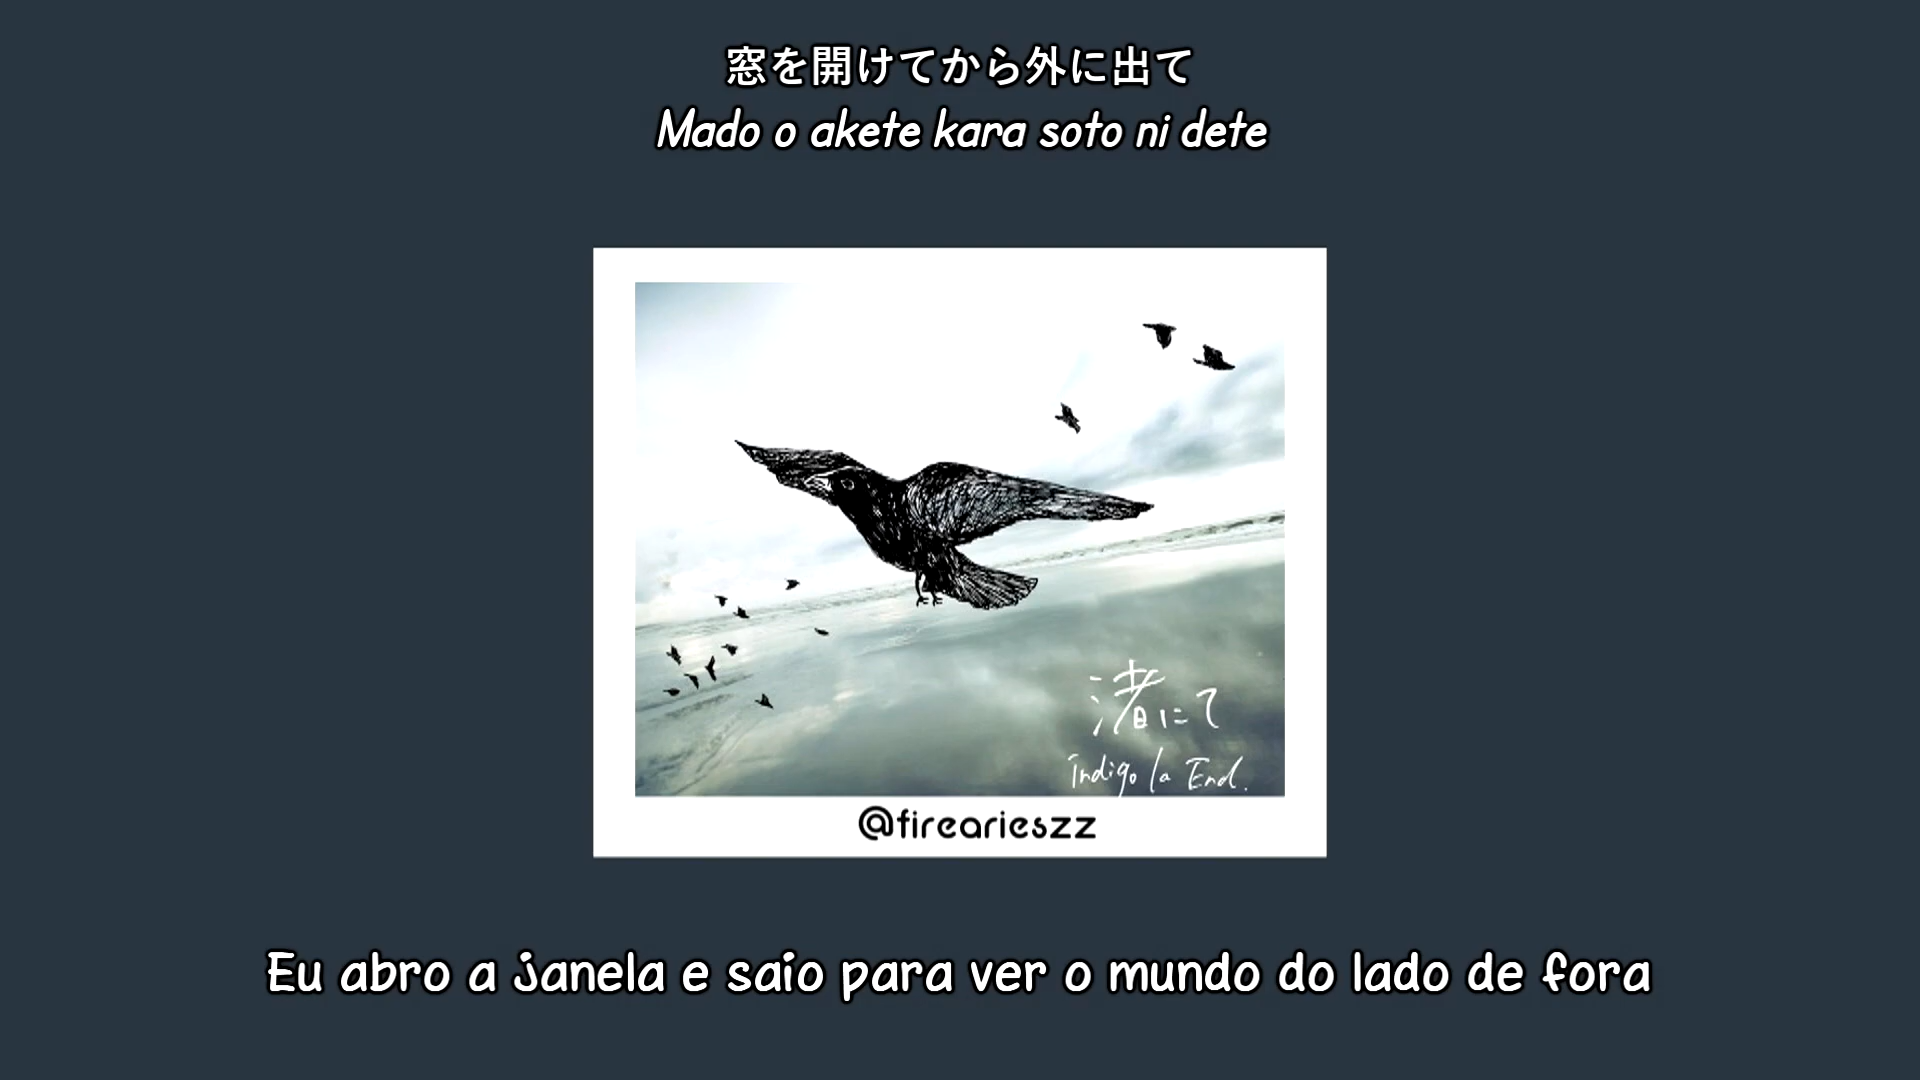 窓を開けてから外に出て
Mado o akete kara soto ni dete
渚にて
indigo la End.
@firearieszz
Eu abro a janela e saio para ver o mundo do lado de fora